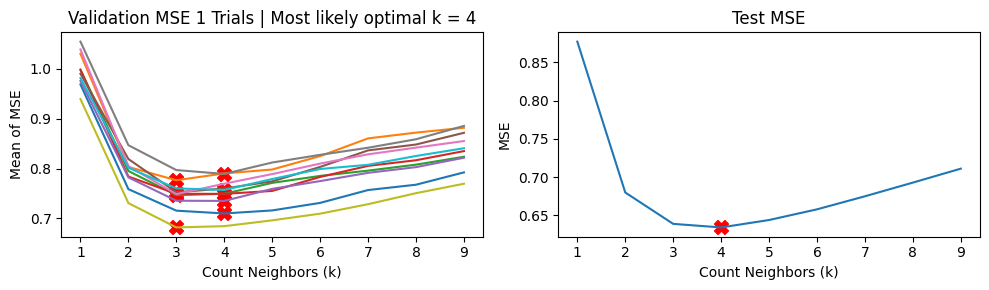 Validation MSE 1 Trials | Most likely optimal k = 4
Mean of MSE
1.0
0.9
0.8
0.7
1 2 3 4 5 6 7 8 9
Count Neighbors (k)
Test MSE
MSE
0.85
0.80
0.75
0.70
0.65
1 2 3 4 5 6 7 8 9
Count Neighbors (k)